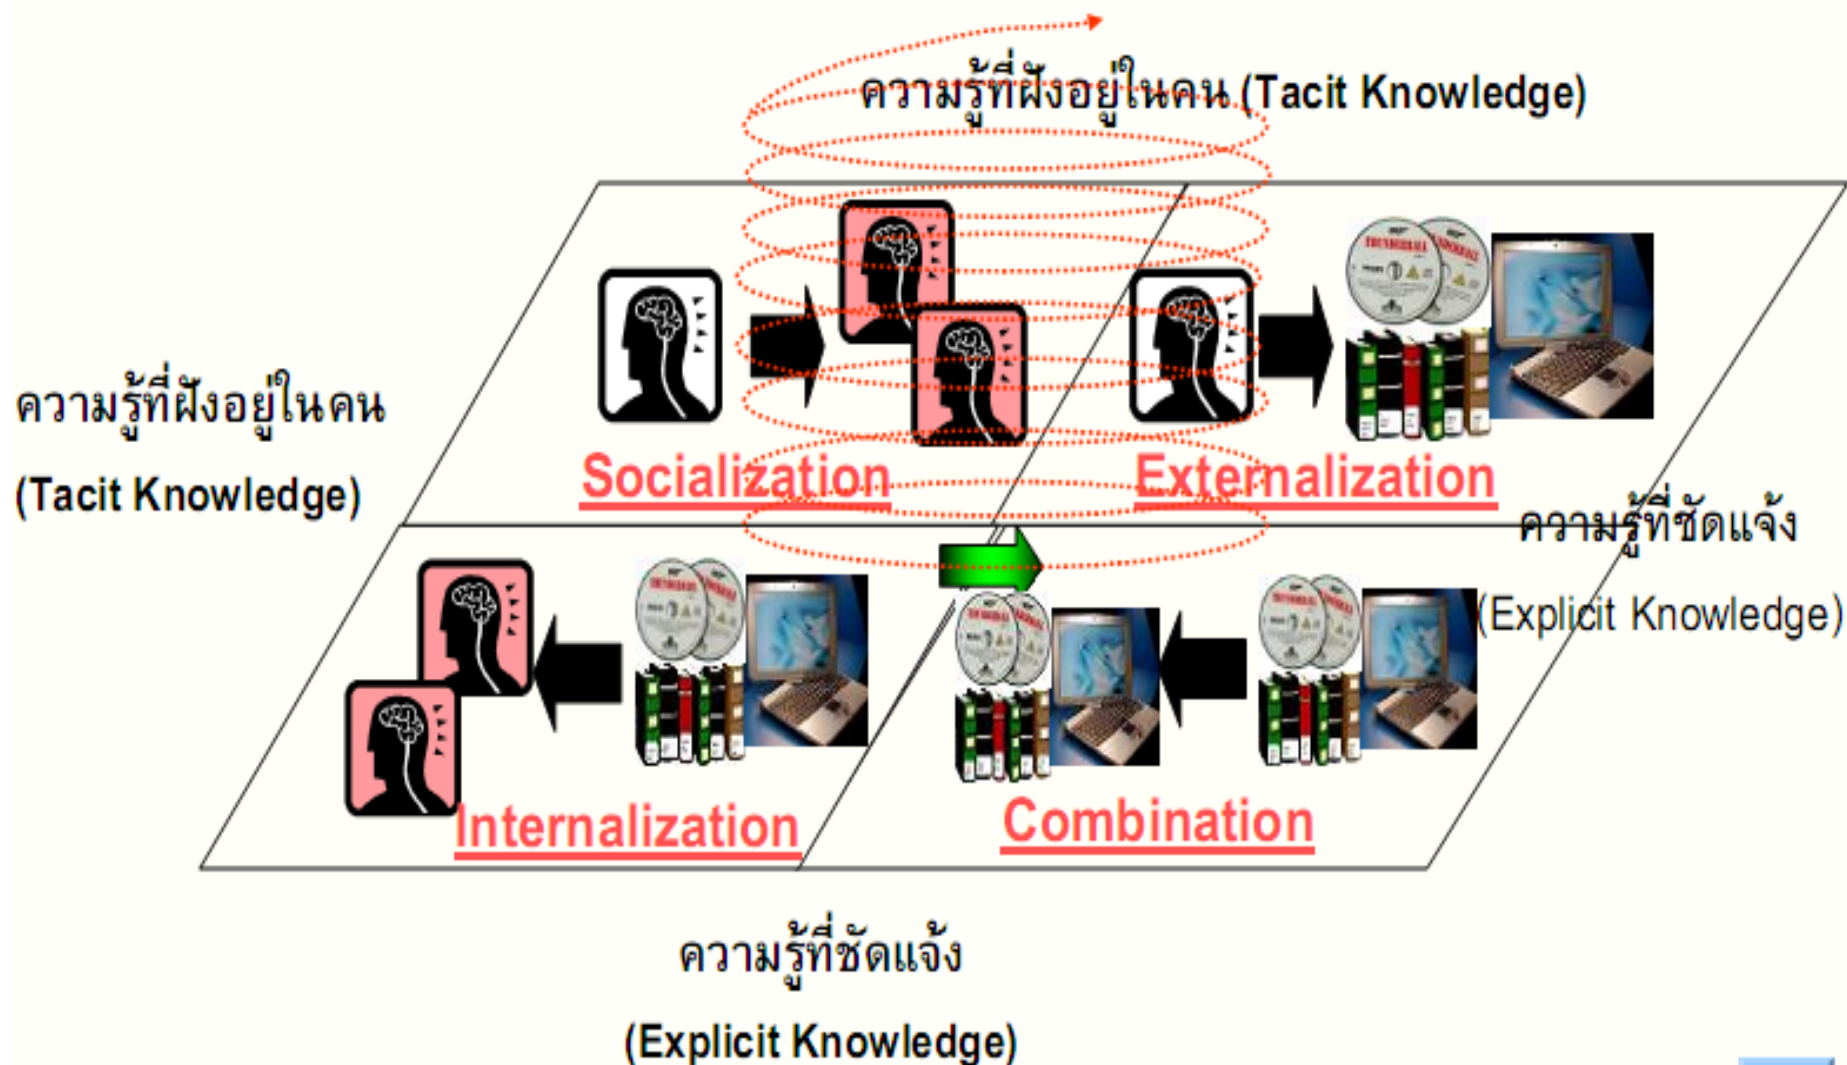 ความรู้ที่ฝังอยู่ในคน (Tacit Knowledge)
ความรู้ที่ฝังอยู่ในคน
(Tacit Knowledge)
Socialization
Externalization
ความรู้ที่ชัดแจ้ง
(Explicit Knowledge)
Internalization
Combination
ความรู้ที่ชัดแจ้ง
(Explicit Knowledge)